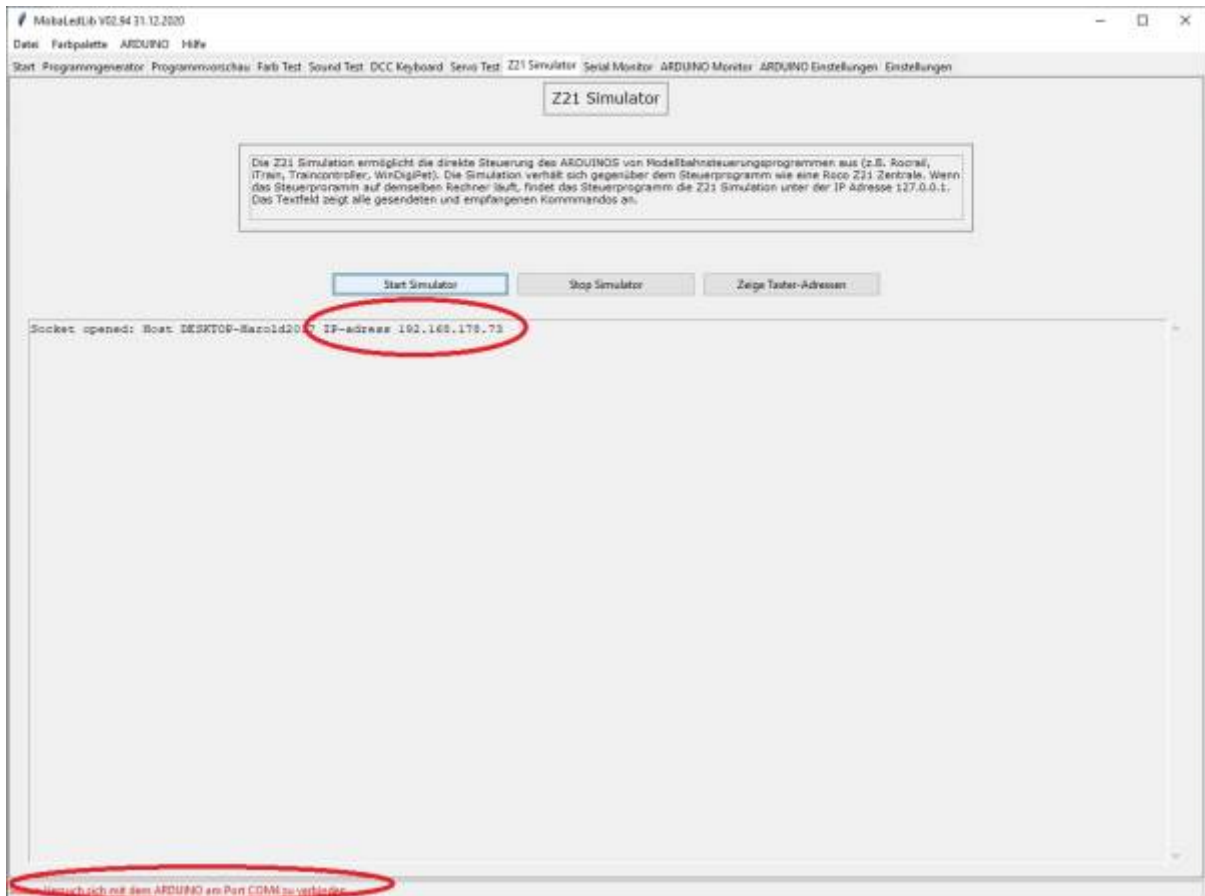 MobaLedLib V02.94 31.12.2020
Datei Farbpalette ARDUINO Hilfe
Start Programmgenerator Programmvorschau Farb Test Sound Test DCC Keyboard Servo Test Z21 Simulator Serial Monitor ARDUINO Monitor ARDUINO Einstellungen Einstellungen
Z21 Simulator
Die Z21 Simulation ermöglicht die direkte Steuerung des ARDUINOS von Modellbahnsteuerungsprogrammen aus (z.B. Rocrail,
iTrain, Traincontroller, WinDigiPet). Die Simulation verhält sich gegenüber dem Steuerprogramm wie eine Roco Z21 Zentrale. Wenn
das Steuerproramm auf demselben Rechner läuft, findet das Steuerprogramm die Z21 Simulation unter der IP Adresse 127.0.0.1.
Das Textfeld zeigt alle gesendeten und empfangenen Kommmandos an.
Start Simulator Stop Simulator Zeige Taster-Adressen
Socket opened: Host DESKTOP-Harold2017 IP-adress 192.168.178.73
Versuch sich mit dem ARDUINO am Port COM4 zu verbinden